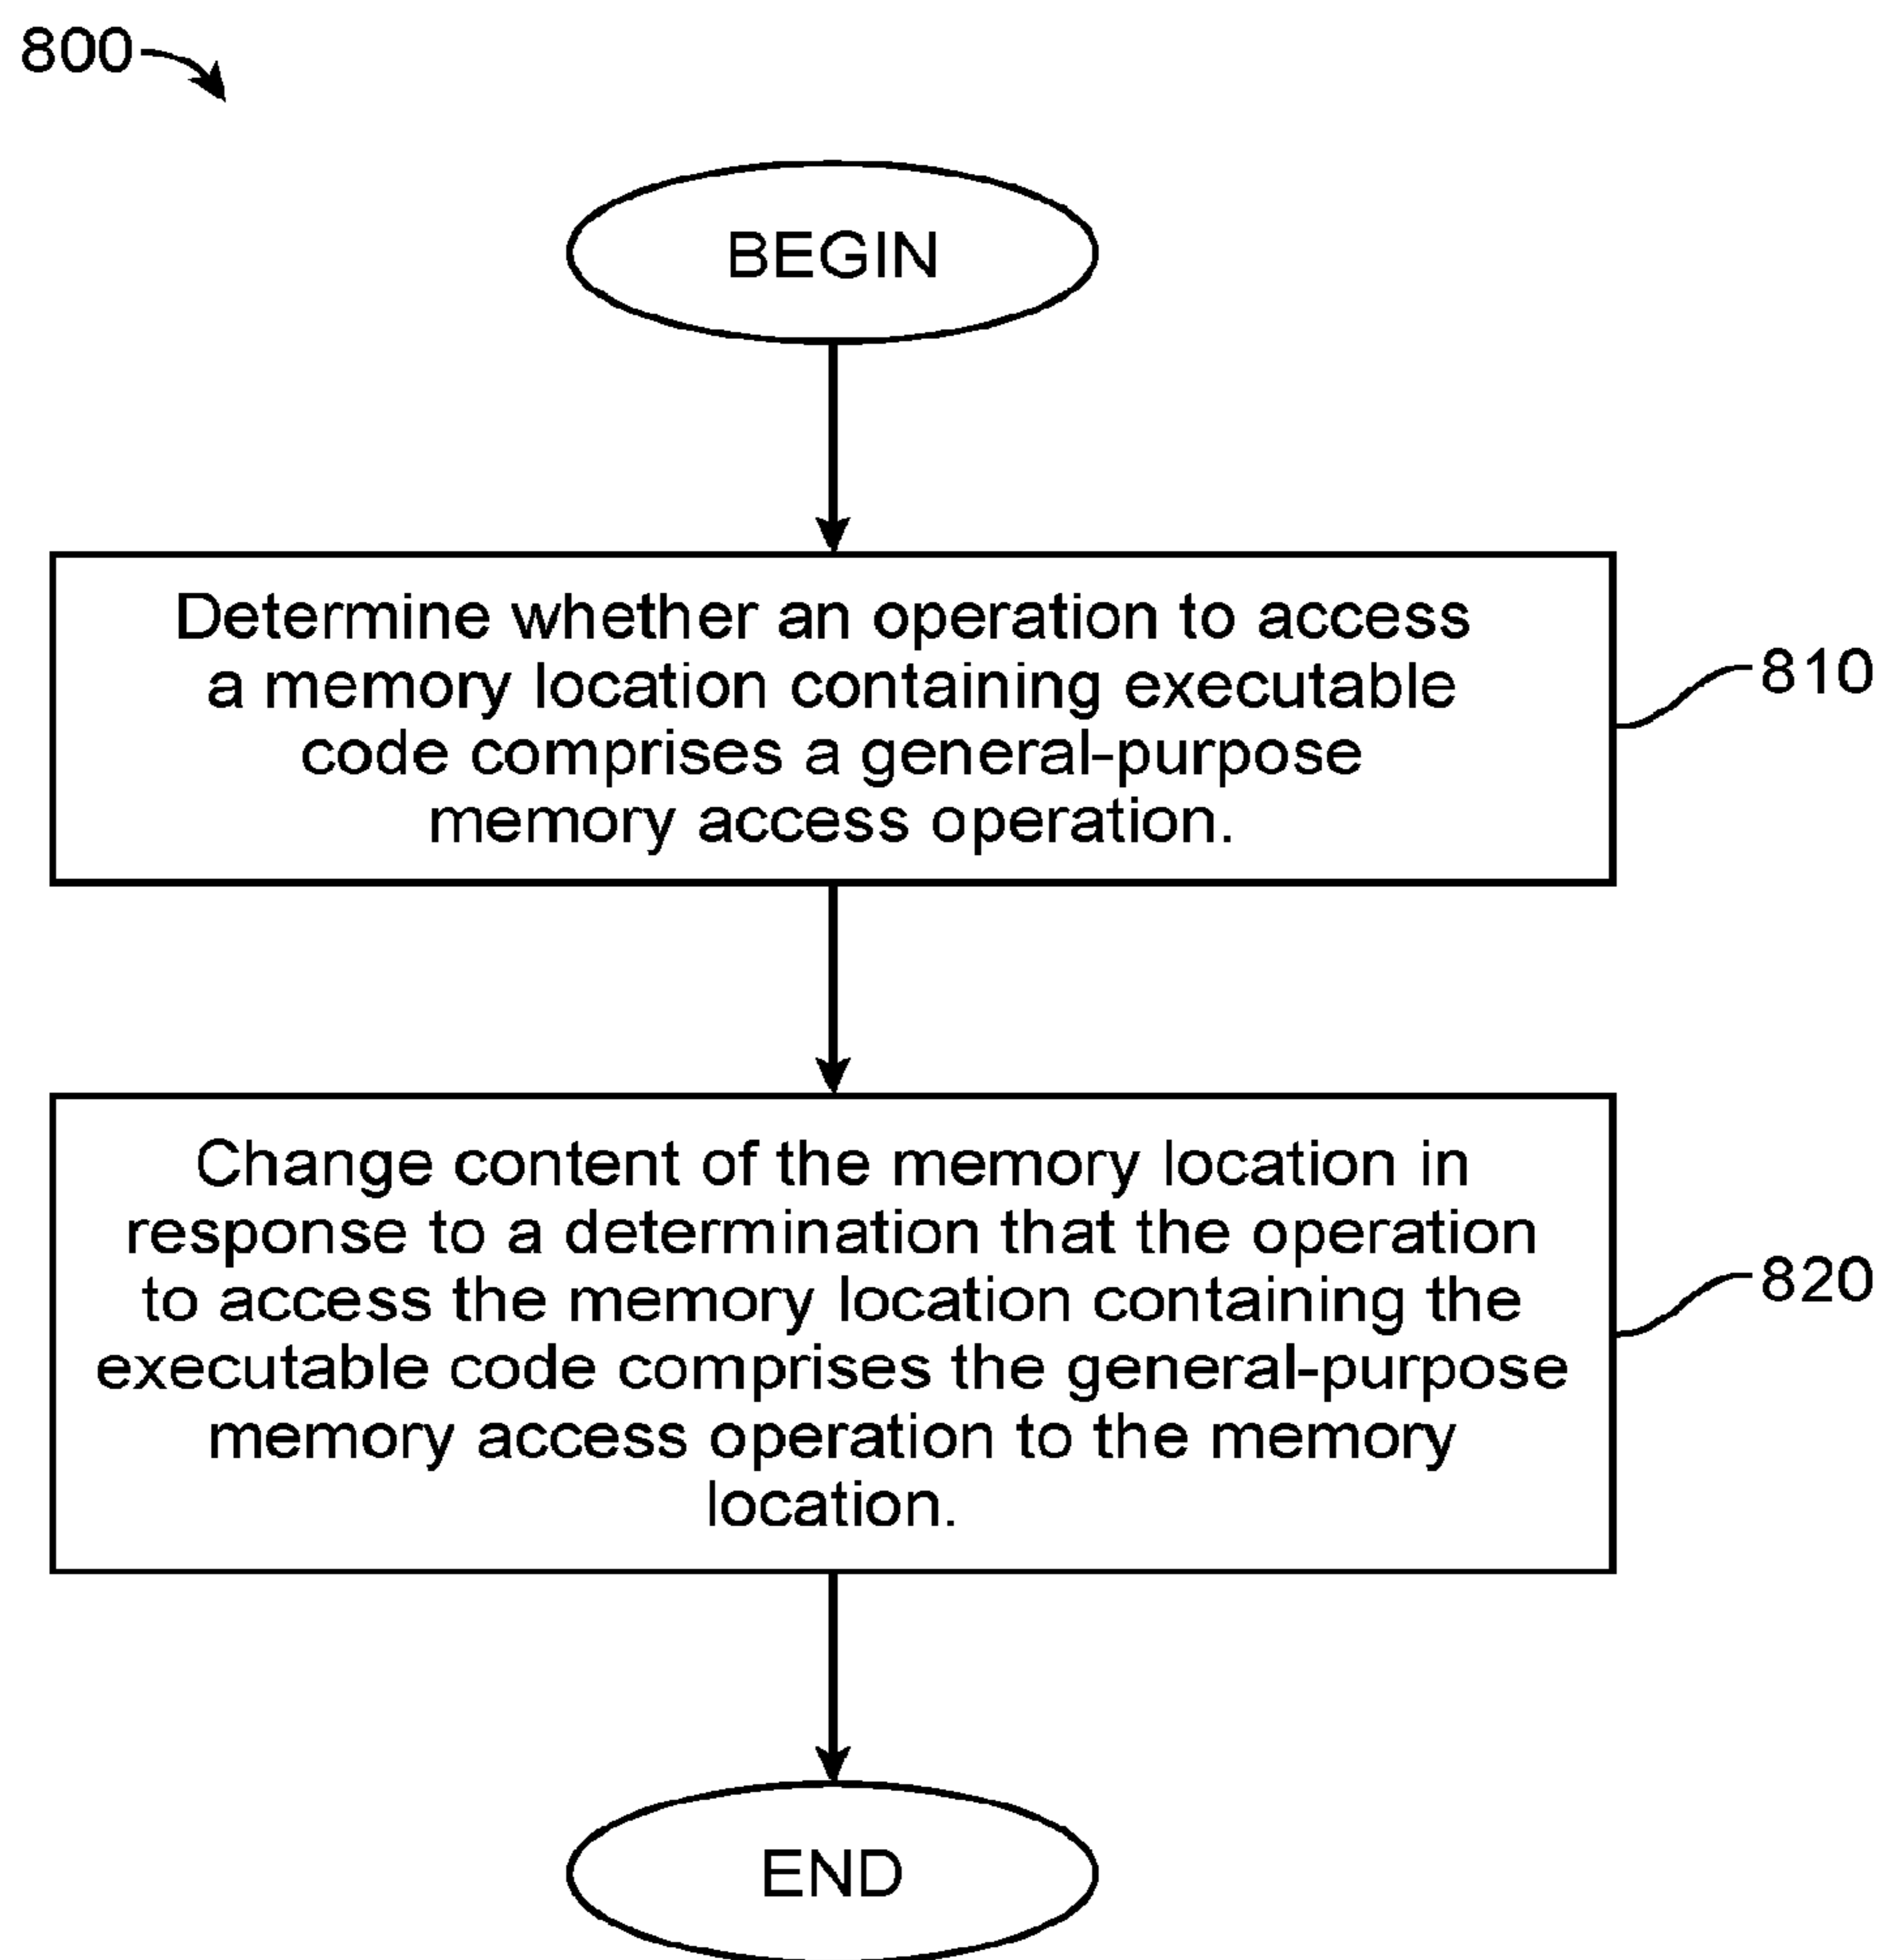 800
BEGIN
Determine whether an operation to access
a memory location containing executable
code comprises a general-purpose
memory access operation.
810
Change content of the memory location in
response to a determination that the operation
to access the memory location containing the
executable code comprises the general-purpose
memory access operation to the memory
location.
820
END